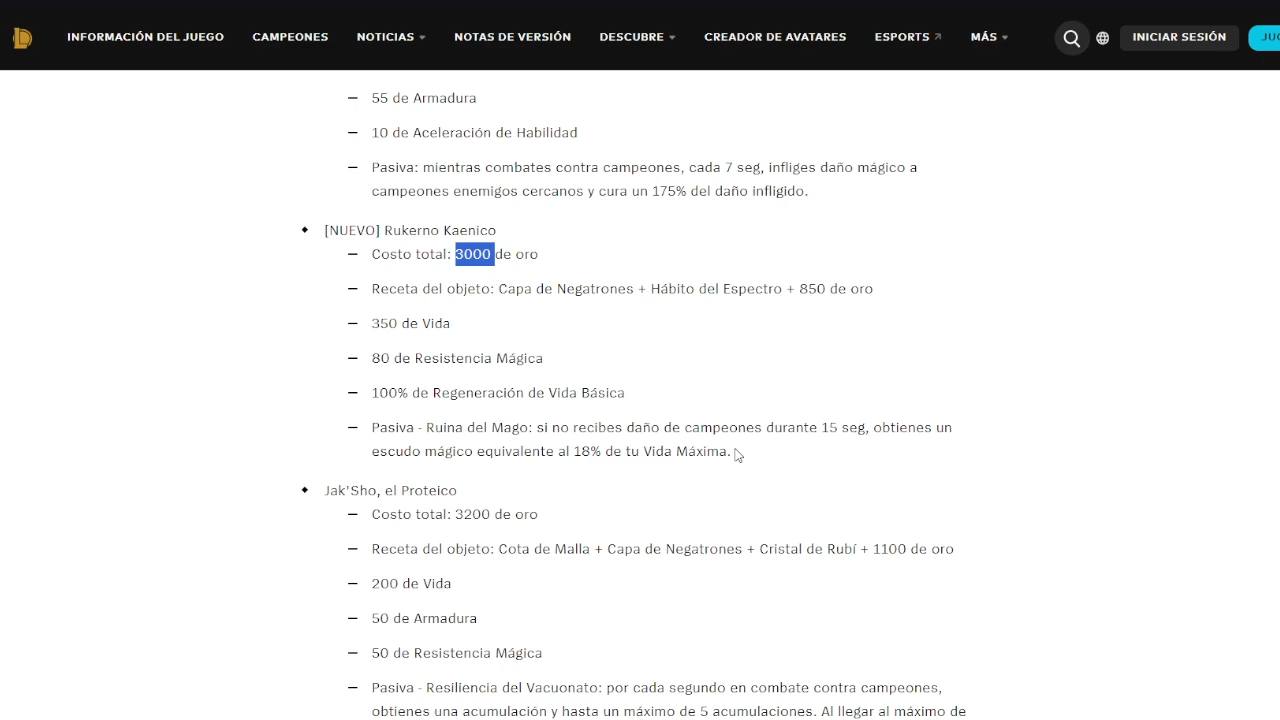 INFORMACIÓN DEL JUEGO CAMPEONES NOTICIAS NOTAS DE VERSIÓN DESCUBRE CREADOR DE AVATARES ESPORTS MÁS INICIAR SESIÓN JU
— 55 de Armadura
— 10 de Aceleración de Habilidad
— Pasiva: mientras combates contra campeones, cada 7 seg, infliges daño mágico a
campeones enemigos cercanos y cura un 175% del daño infligido.
[NUEVO] Rukerno Kaenico
— Costo total: 3000 de oro
— Receta del objeto: Capa de Negatrones + Hábito del Espectro + 850 de oro
— 350 de Vida
— 80 de Resistencia Mágica
— 100% de Regeneración de Vida Básica
— Pasiva - Ruina del Mago: si no recibes daño de campeones durante 15 seg, obtienes un
escudo mágico equivalente al 18% de tu Vida Máxima.
Jak'Sho, el Proteico
— Costo total: 3200 de oro
— Receta del objeto: Cota de Malla + Capa de Negatrones + Cristal de Rubí + 1100 de oro
— 200 de Vida
— 50 de Armadura
— 50 de Resistencia Mágica
— Pasiva - Resiliencia del Vacuonato: por cada segundo en combate contra campeones,
obtienes una acumulación y hasta un máximo de 5 acumulaciones. Al llegar al máximo de